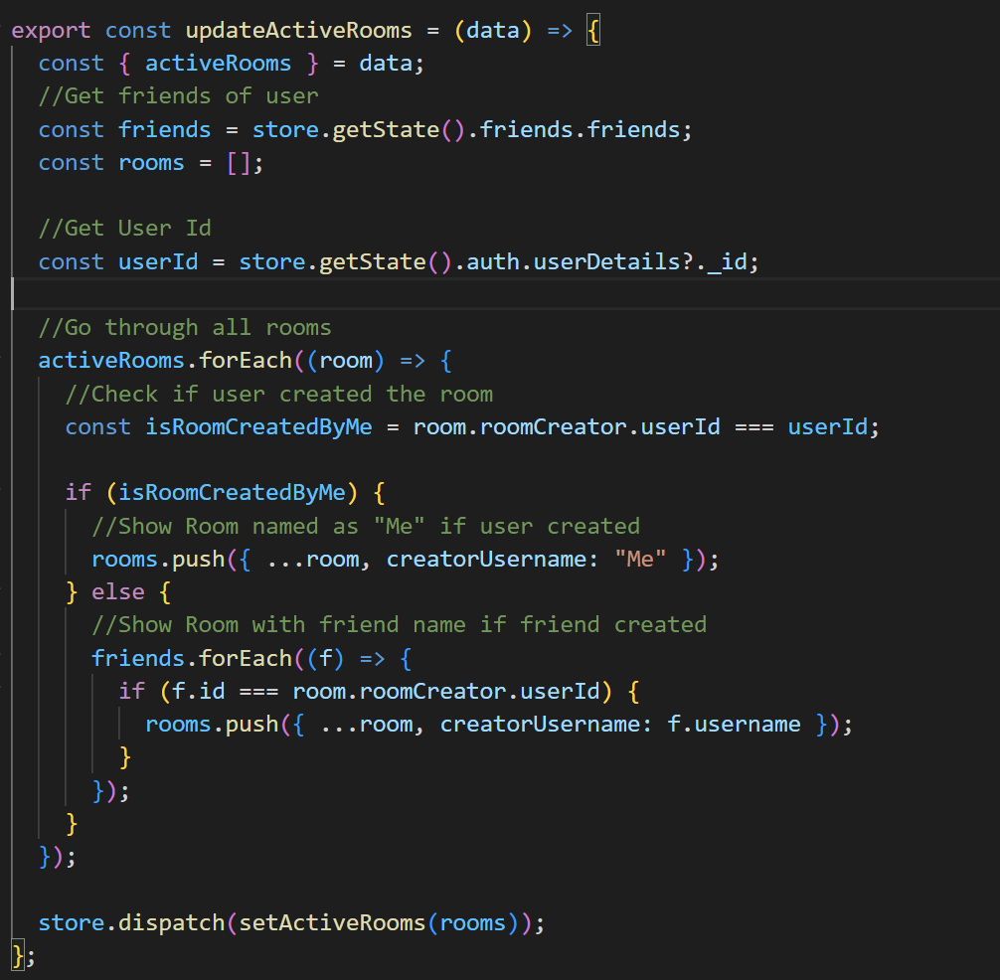 export const updateActiveRooms = (data) => {
  const { activeRooms } = data;
  //Get friends of user
  const friends = store.getState().friends.friends;
  const rooms = [];

  //Get User Id
  const userId = store.getState().auth.userDetails?._id;

  //Go through all rooms
  activeRooms.forEach((room) => {
    //Check if user created the room
    const isRoomCreatedByMe = room.roomCreator.userId === userId;

    if (isRoomCreatedByMe) {
      //Show Room named as "Me" if user created
      rooms.push({ ...room, creatorUsername: "Me" });
    } else {
      //Show Room with friend name if friend created
      friends.forEach((f) => {
        if (f.id === room.roomCreator.userId) {
          rooms.push({ ...room, creatorUsername: f.username });
        }
      });
    }
  });

  store.dispatch(setActiveRooms(rooms));
};